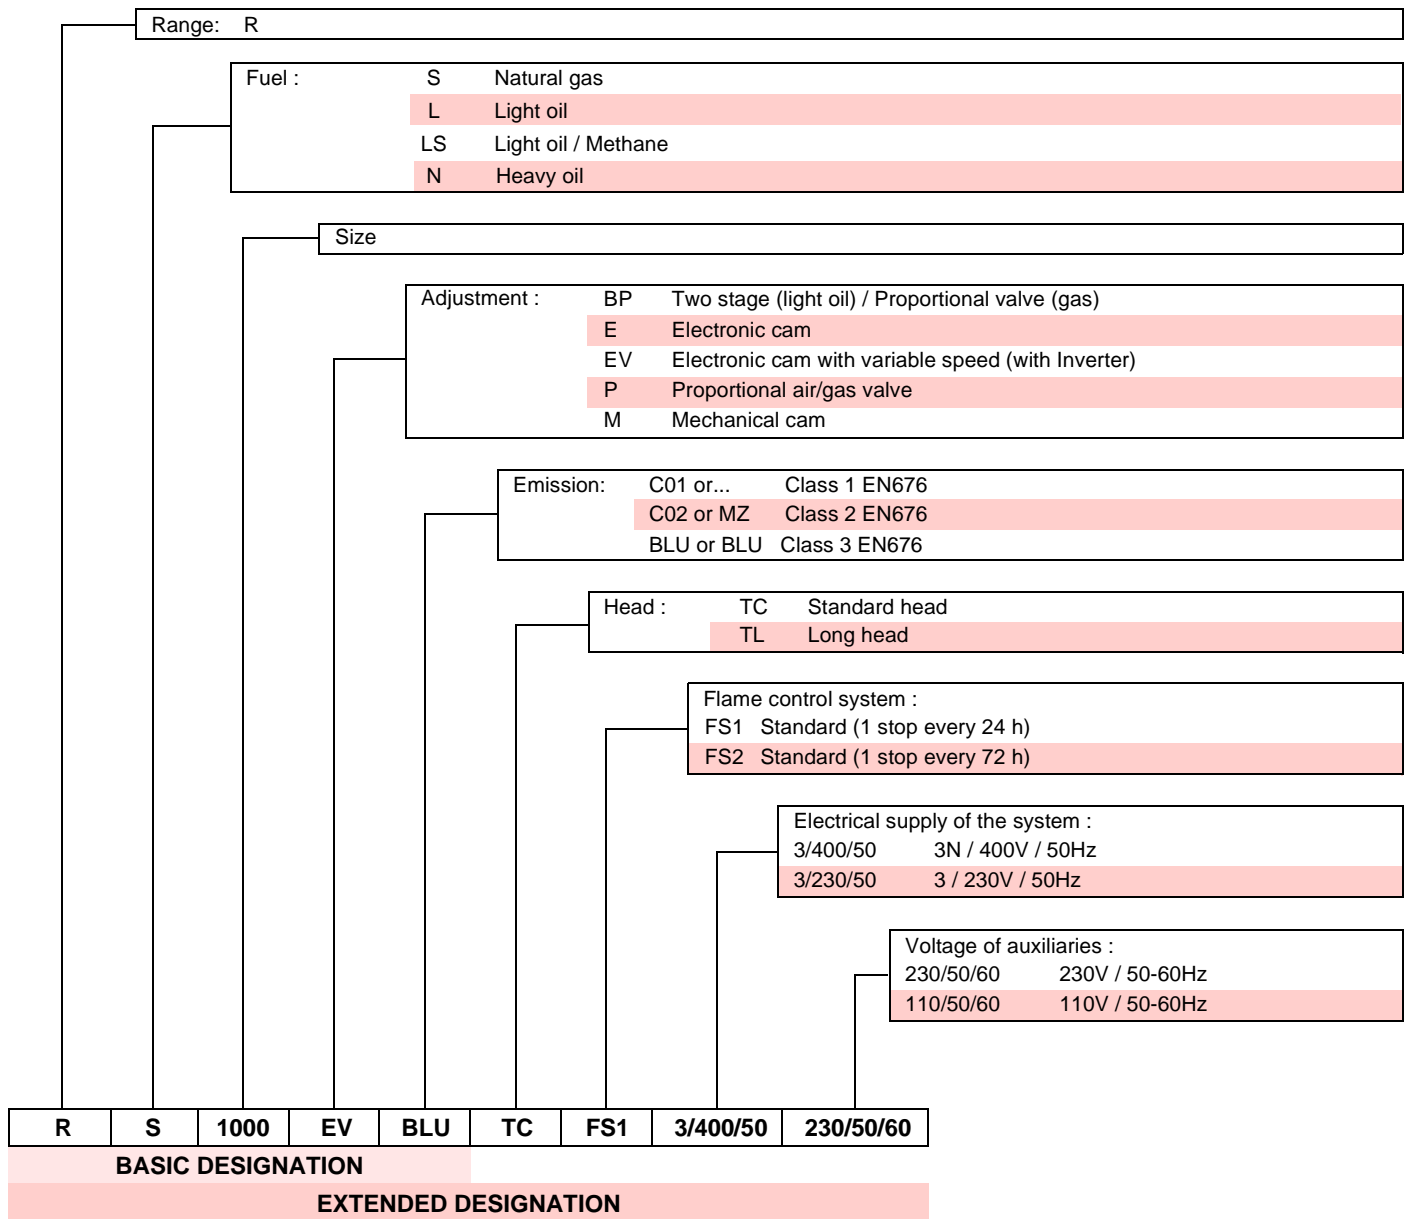 Range: R
Fuel : S Natural gas
L Light oil
LS Light oil / Methane
N Heavy oil
Size
Adjustment : BP Two stage (light oil) / Proportional valve (gas)
E Electronic cam
EV Electronic cam with variable speed (with Inverter)
P Proportional air/gas valve
M Mechanical cam
Emission: C01 or... Class 1 EN676
C02 or MZ Class 2 EN676
BLU or BLU Class 3 EN676
Head : TC Standard head
TL Long head
Flame control system :
FS1 Standard (1 stop every 24 h)
FS2 Standard (1 stop every 72 h)
Electrical supply of the system :
3/400/50 3N / 400V / 50Hz
3/230/50 3 / 230V / 50Hz
Voltage of auxiliaries :
230/50/60 230V / 50-60Hz
110/50/60 110V / 50-60Hz
R S 1000 EV BLU TC FS1 3/400/50 230/50/60
BASIC DESIGNATION
EXTENDED DESIGNATION